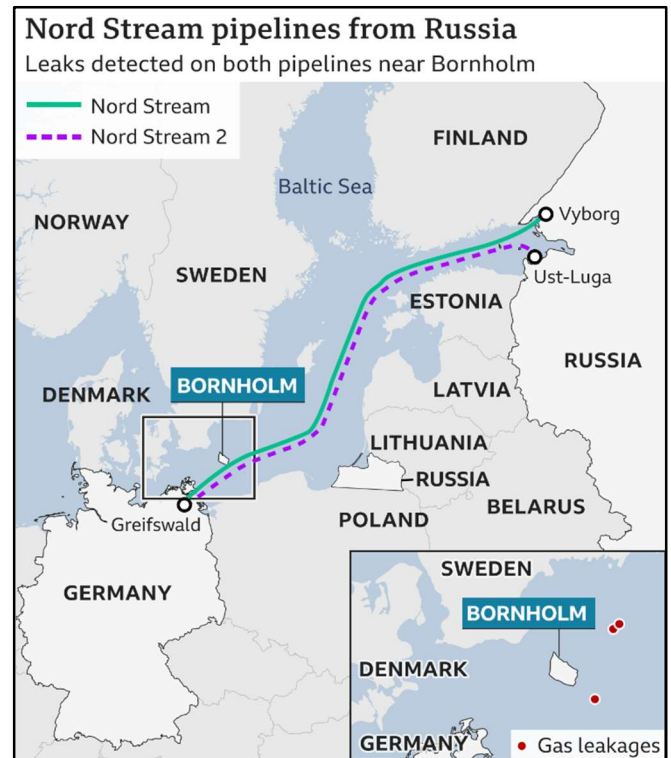 Nord Stream pipelines from Russia
Leaks detected on both pipelines near Bornholm
Nord Stream
Nord Stream 2
FINLAND
Baltic Sea
NORWAY
Vyborg
SWEDEN
Ust-Luga
ESTONIA
RUSSIA
DENMARK
BORNHOLM
LATVIA
LITHUANIA
RUSSIA
BELARUS
POLAND
Greifswald
GERMANY
SWEDEN
BORNHOLM
DENMARK
GERMANY
Gas leakages